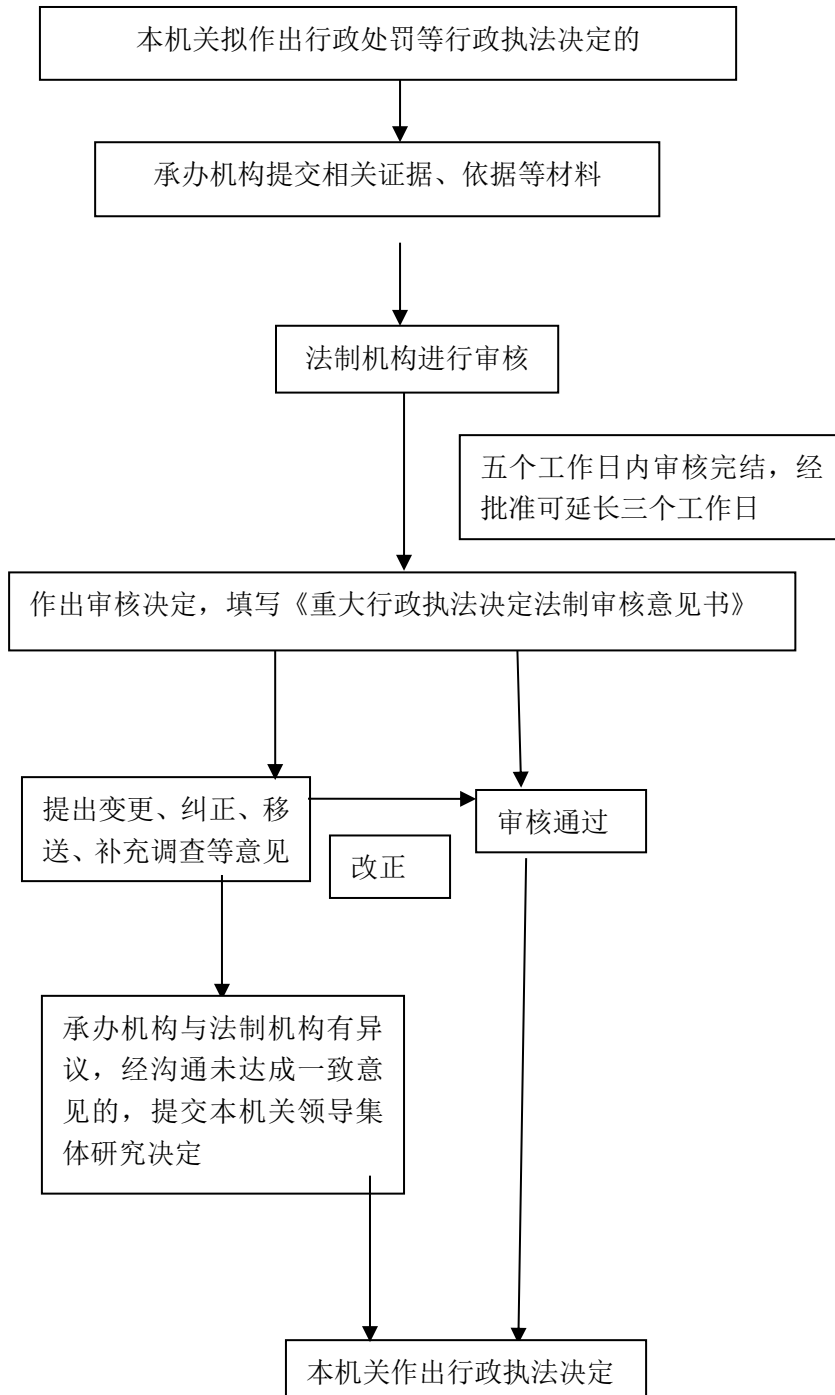 本机关拟作出行政处罚等行政执法决定的
承办机构提交相关证据、依据等材料
法制机构进行审核
五个工作日内审核完结，经
批准可延长三个工作日
作出审核决定，填写《重大行政执法决定法制审核意见书》
提出变更、纠正、移
送、补充调查等意见
改正
审核通过
承办机构与法制机构有异
议，经沟通未达成一致意
见的，提交本机关领导集
体研究决定
本机关作出行政执法决定